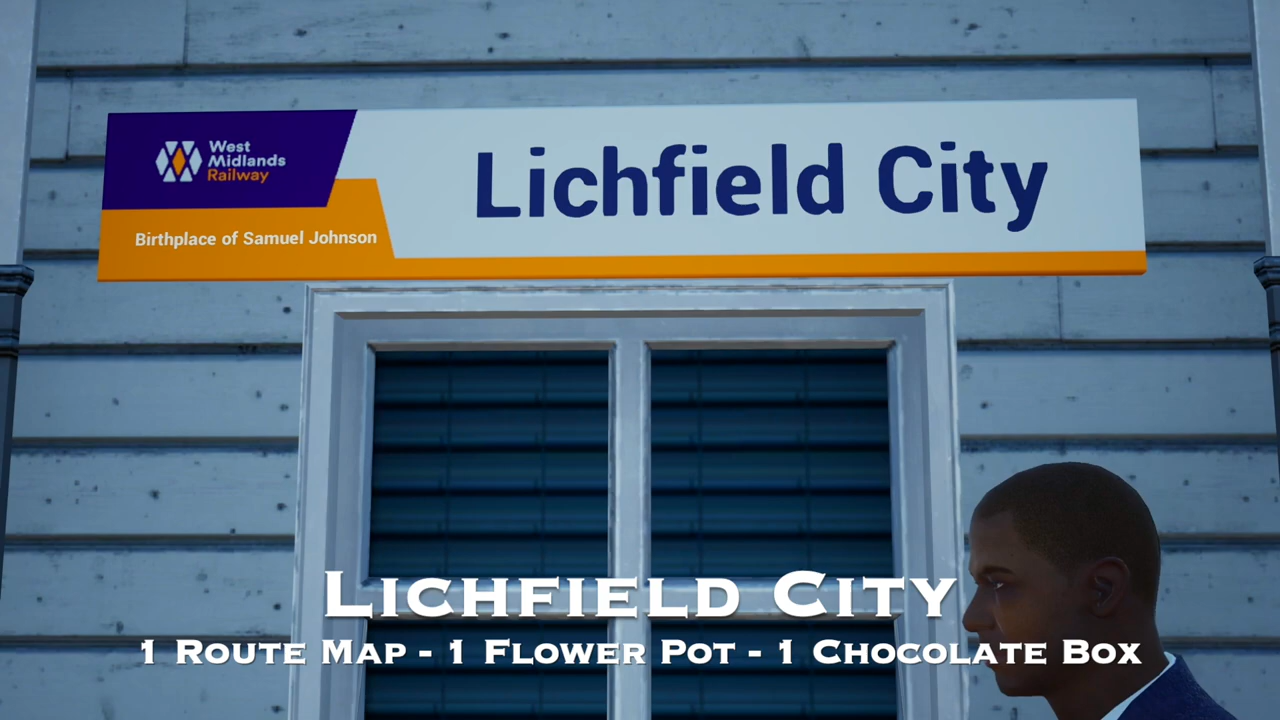 West
Midlands
Railway
Lichfield City
Birthplace of Samuel Johnson
Lichfield City
1 Route Map - 1 Flower Pot - 1 Chocolate Box